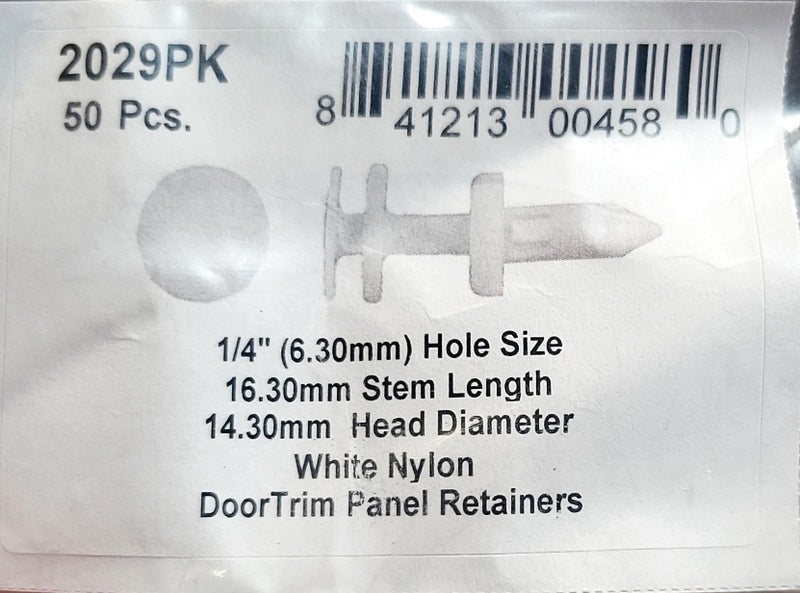 2029PK
50 Pcs.
8 41213 00458 0
1/4" (6.30mm) Hole Size
16.30mm Stem Length
14.30mm Head Diameter
White Nylon
DoorTrim Panel Retainers